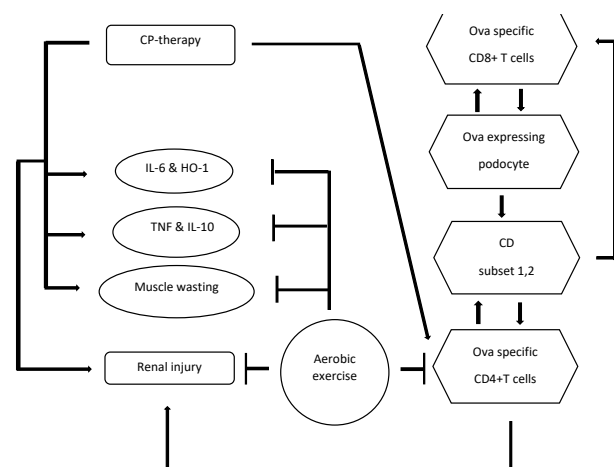 CP-therapy
Ova specific
CD8+ T cells
IL-6 & HO-1
Ova expressing
podocyte
TNF & IL-10
CD
subset 1,2
Muscle wasting
Renal injury
Aerobic
exercise
Ova specific
CD4+T cells